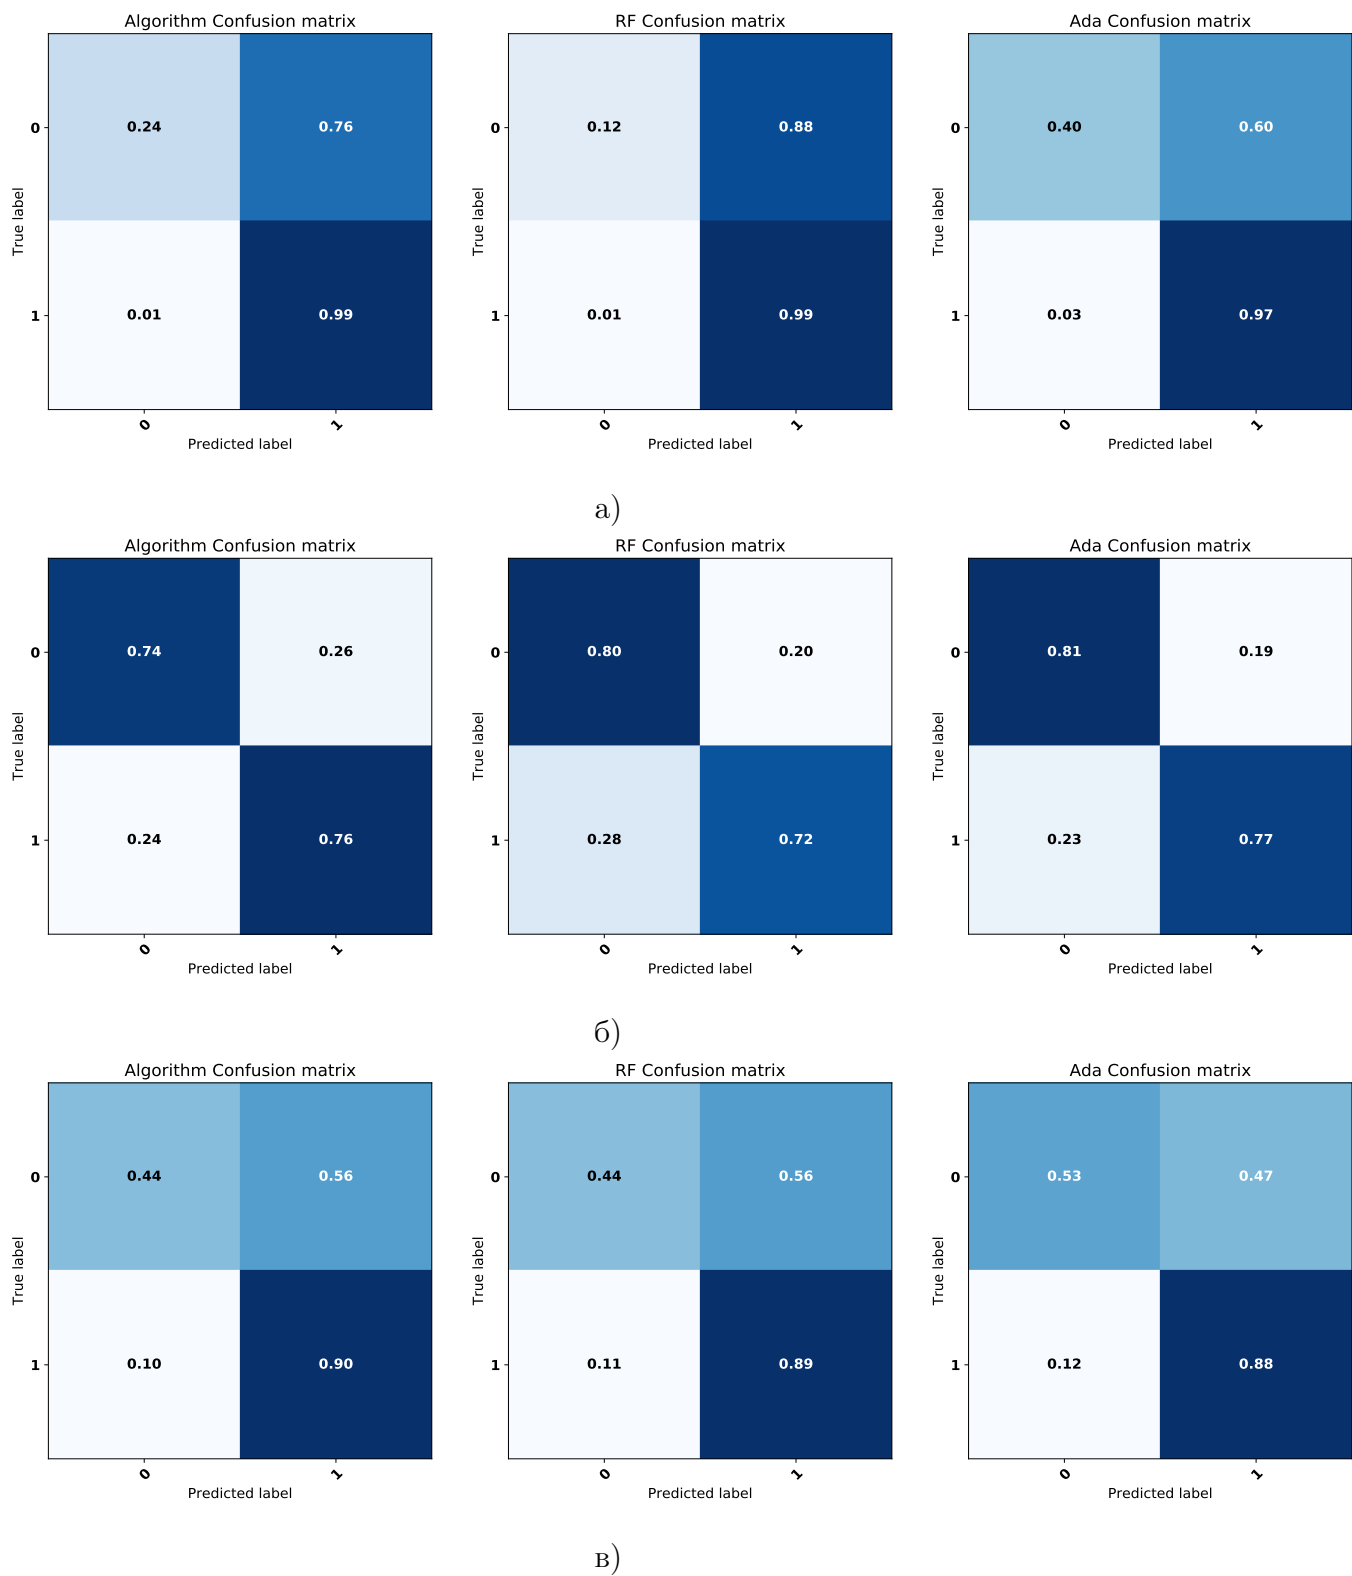 Algorithm Confusion matrix
RF Confusion matrix
Ada Confusion matrix
True label
0
0.24
0.76
1
0.01
0.99
0
1
Predicted label
True label
0
0.12
0.88
1
0.01
0.99
0
1
Predicted label
True label
0
0.40
0.60
1
0.03
0.97
0
1
Predicted label
а)
Algorithm Confusion matrix
RF Confusion matrix
Ada Confusion matrix
True label
0
0.74
0.26
1
0.24
0.76
0
1
Predicted label
True label
0
0.80
0.20
1
0.28
0.72
0
1
Predicted label
True label
0
0.81
0.19
1
0.23
0.77
0
1
Predicted label
б)
Algorithm Confusion matrix
RF Confusion matrix
Ada Confusion matrix
True label
0
0.44
0.56
1
0.10
0.90
0
1
Predicted label
True label
0
0.44
0.56
1
0.11
0.89
0
1
Predicted label
True label
0
0.53
0.47
1
0.12
0.88
0
1
Predicted label
в)